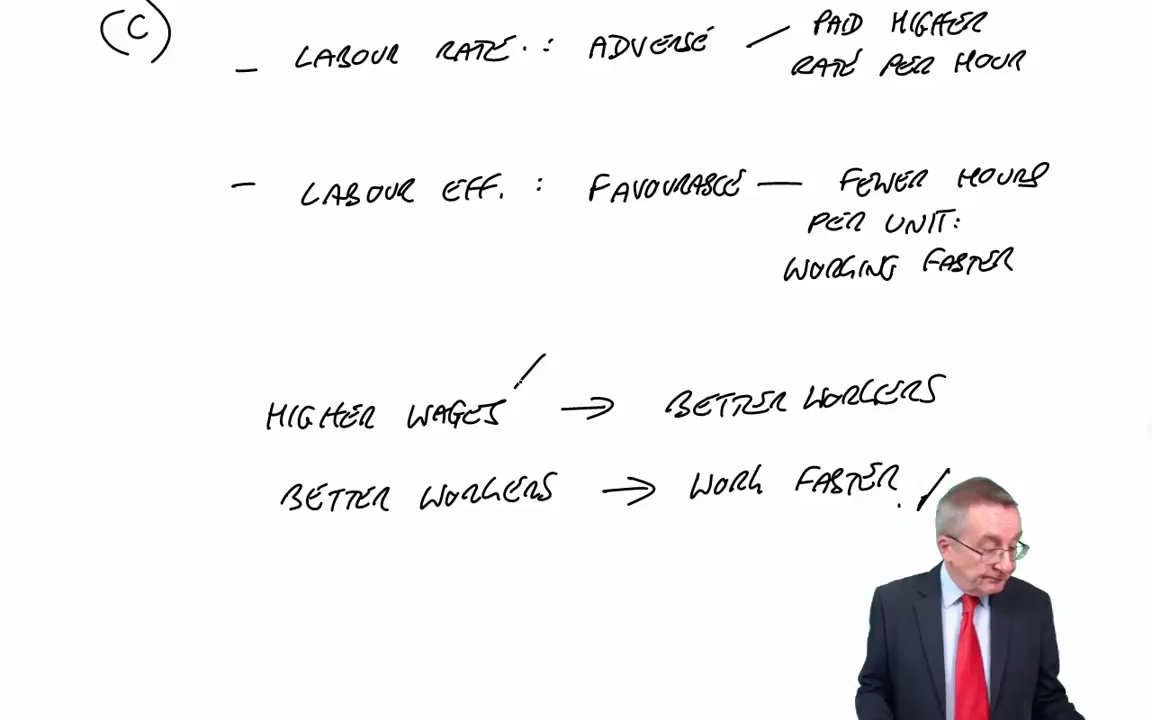 (C)
- LABOUR RATE. : ADVERSE - PAID HIGHER
RATE PER HOUR
- LABOUR EFF. : FAVOURABLE - FEWER HOURS
PER UNIT:
WORKING FASTER
HIGHER WAGES → BETTER WORKERS
BETTER WORKERS → WORK FASTER.